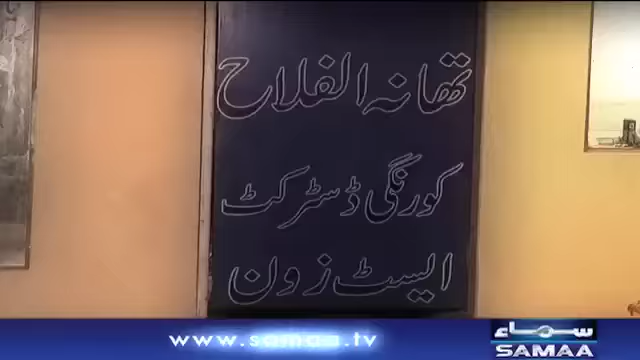 تھانہ الفلاح
کورنگی ڈسٹرکٹ
ایسٹ زون
www.samaa.tv
سماء
SAMAA